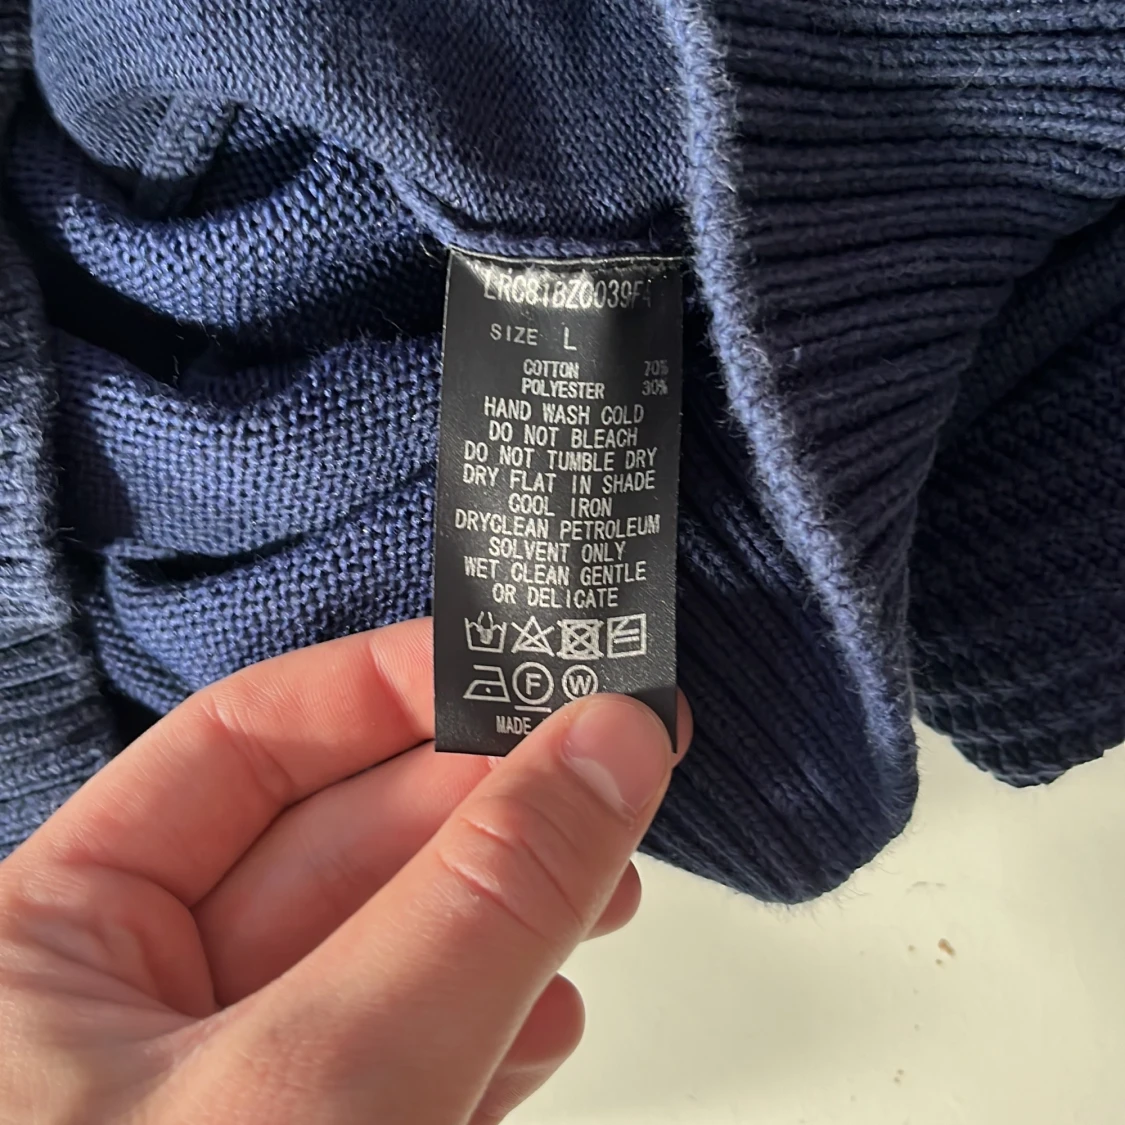 SIZE L
COTTON 70%
POLYESTER 30%
HAND WASH COLD
DO NOT BLEACH
DO NOT TUMBLE DRY
DRY FLAT IN SHADE
COOL IRON
DRYCLEAN PETROLEUM
SOLVENT ONLY
WET CLEAN GENTLE
OR DELICATE
F W
MADE